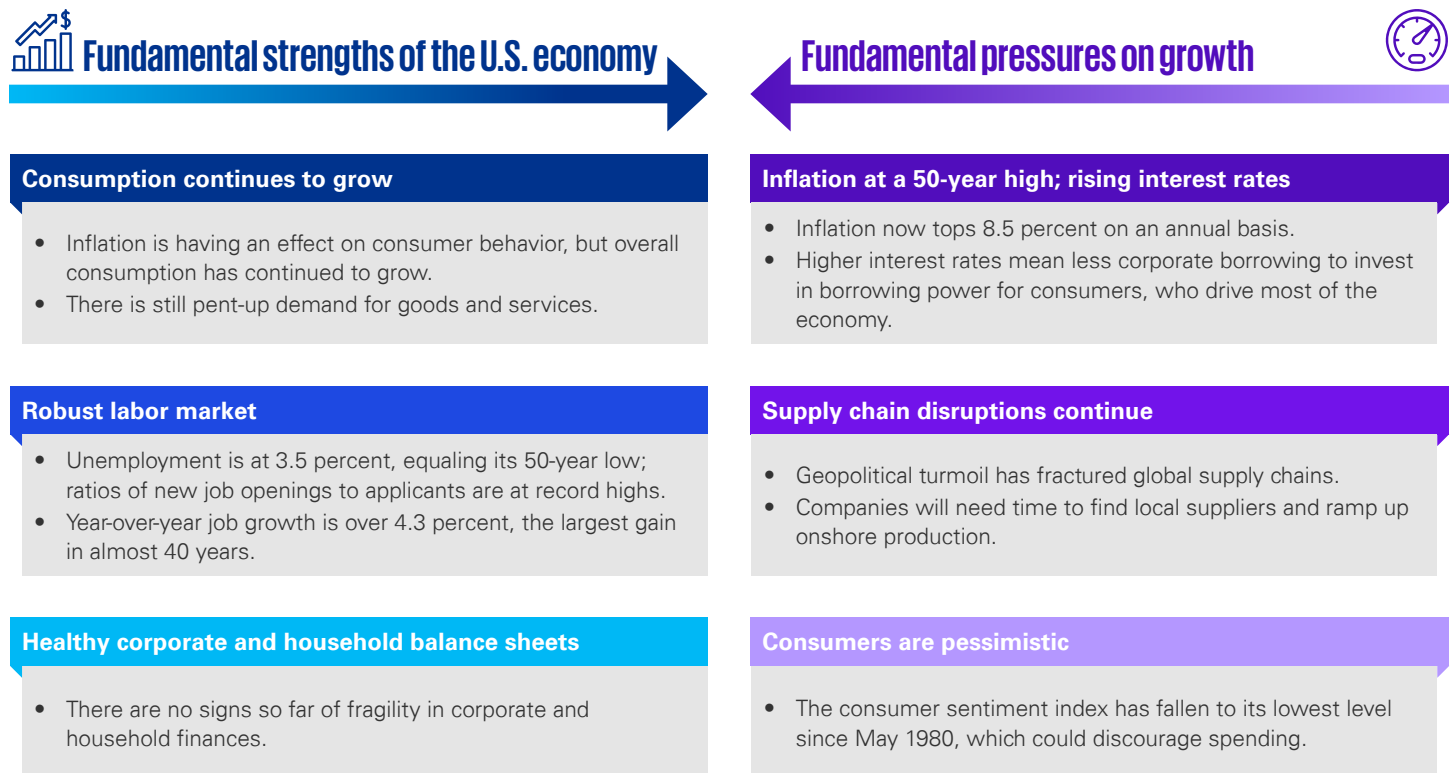 $
Fundamental strengths of the U.S. economy
Consumption continues to grow
• Inflation is having an effect on consumer behavior, but overall
consumption has continued to grow.
• There is still pent-up demand for goods and services.
Robust labor market
• Unemployment is at 3.5 percent, equaling its 50-year low;
ratios of new job openings to applicants are at record highs.
• Year-over-year job growth is over 4.3 percent, the largest gain
in almost 40 years.
Healthy corporate and household balance sheets
• There are no signs so far of fragility in corporate and
household finances.
Fundamental pressures on growth
Inflation at a 50-year high; rising interest rates
• Inflation now tops 8.5 percent on an annual basis.
• Higher interest rates mean less corporate borrowing to invest
in borrowing power for consumers, who drive most of the
economy.
Supply chain disruptions continue
• Geopolitical turmoil has fractured global supply chains.
• Companies will need time to find local suppliers and ramp up
onshore production.
Consumers are pessimistic
• The consumer sentiment index has fallen to its lowest level
since May 1980, which could discourage spending.